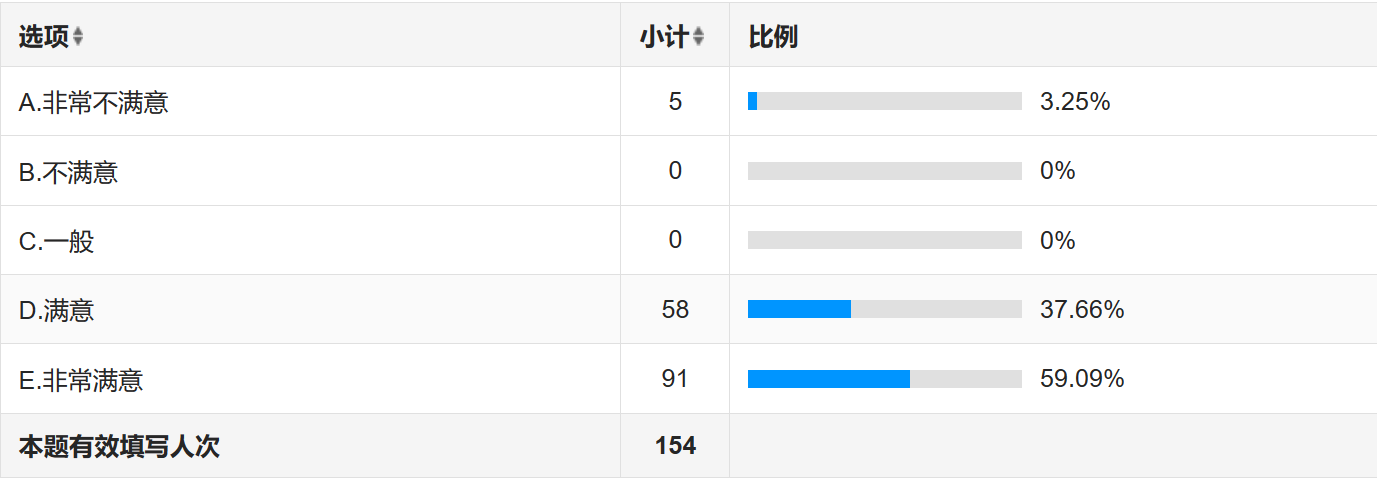 选项 小计 比例
A.非常不满意 5 3.25%
B.不满意 0 0%
C.一般 0 0%
D.满意 58 37.66%
E.非常满意 91 59.09%
本题有效填写人次 154